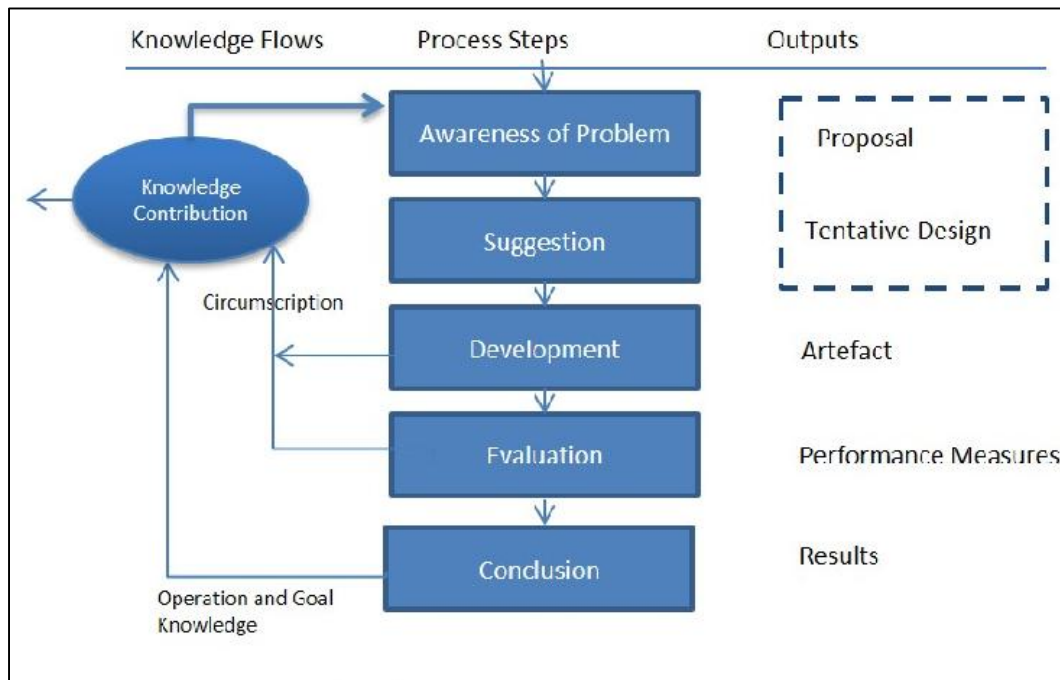 Knowledge Flows
Process Steps
Outputs
Awareness of Problem
Proposal
Knowledge
Contribution
Suggestion
Tentative Design
Circumscription
Development
Artefact
Evaluation
Performance Measures
Conclusion
Results
Operation and Goal
Knowledge